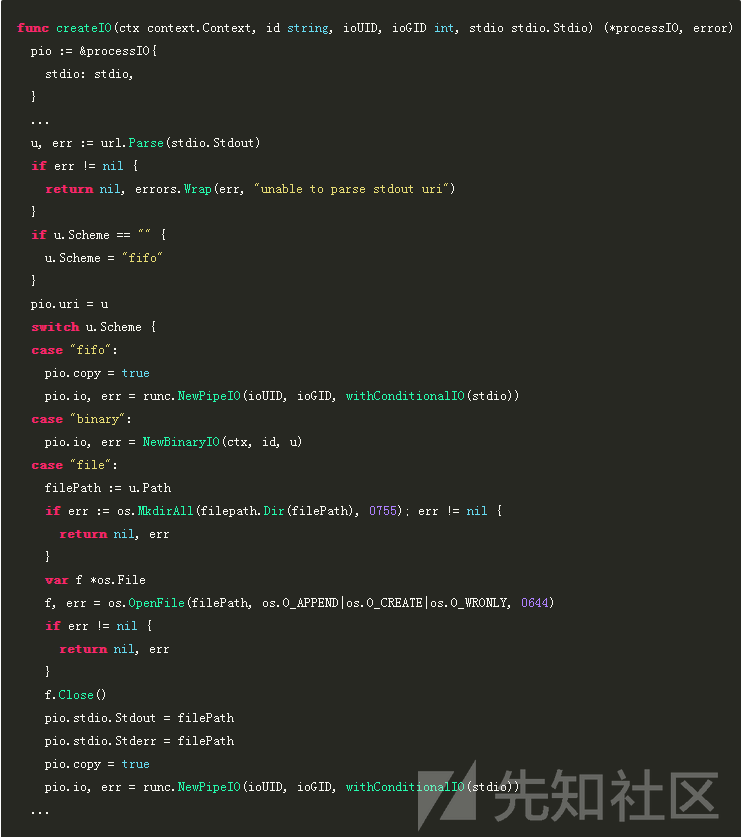 func createIO(ctx context.Context, id string, ioUID, ioGID int, stdio stdio.Stdio) (*processIO, error)
  pio := &processIO{
    stdio: stdio,
  }
  ...
  u, err := url.Parse(stdio.Stdout)
  if err != nil {
    return nil, errors.Wrap(err, "unable to parse stdout uri")
  }
  if u.Scheme == "" {
    u.Scheme = "fifo"
  }
  pio.uri = u
  switch u.Scheme {
  case "fifo":
    pio.copy = true
    pio.io, err = runc.NewPipeIO(ioUID, ioGID, withConditionalIO(stdio))
  case "binary":
    pio.io, err = NewBinaryIO(ctx, id, u)
  case "file":
    filePath := u.Path
    if err := os.MkdirAll(filepath.Dir(filePath), 0755); err != nil {
      return nil, err
    }
    var f *os.File
    f, err = os.OpenFile(filePath, os.O_APPEND|os.O_CREATE|os.O_WRONLY, 0644)
    if err != nil {
      return nil, err
    }
    f.Close()
    pio.stdio.Stdout = filePath
    pio.stdio.Stderr = filePath
    pio.copy = true
    pio.io, err = runc.NewPipeIO(ioUID, ioGID, withConditionalIO(stdio))
  ...
先知社区